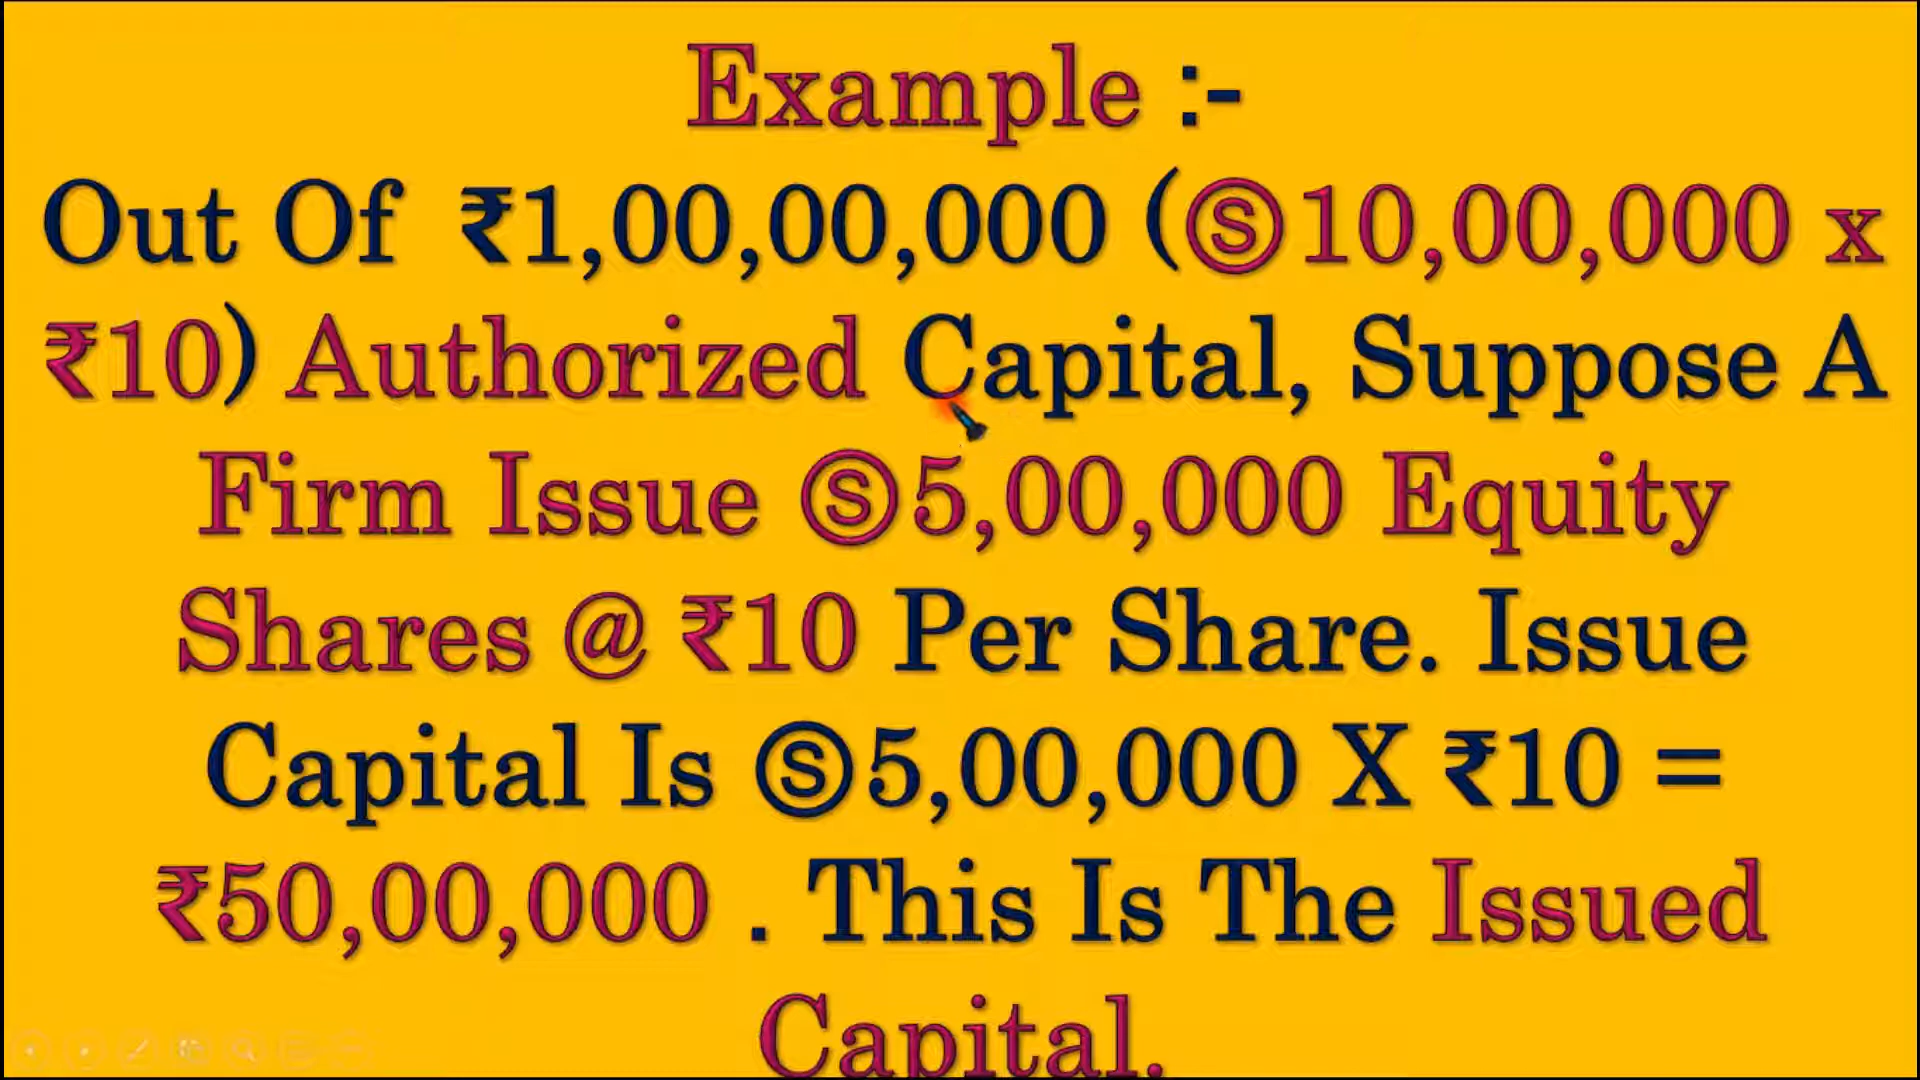 Example :-
Out Of ₹1,00,00,000 (Ⓢ10,00,000 x
₹10) Authorized Capital, Suppose A
Firm Issue Ⓢ5,00,000 Equity
Shares @ ₹10 Per Share. Issue
Capital Is Ⓢ5,00,000 X ₹10 =
₹50,00,000 . This Is The Issued
Capital.